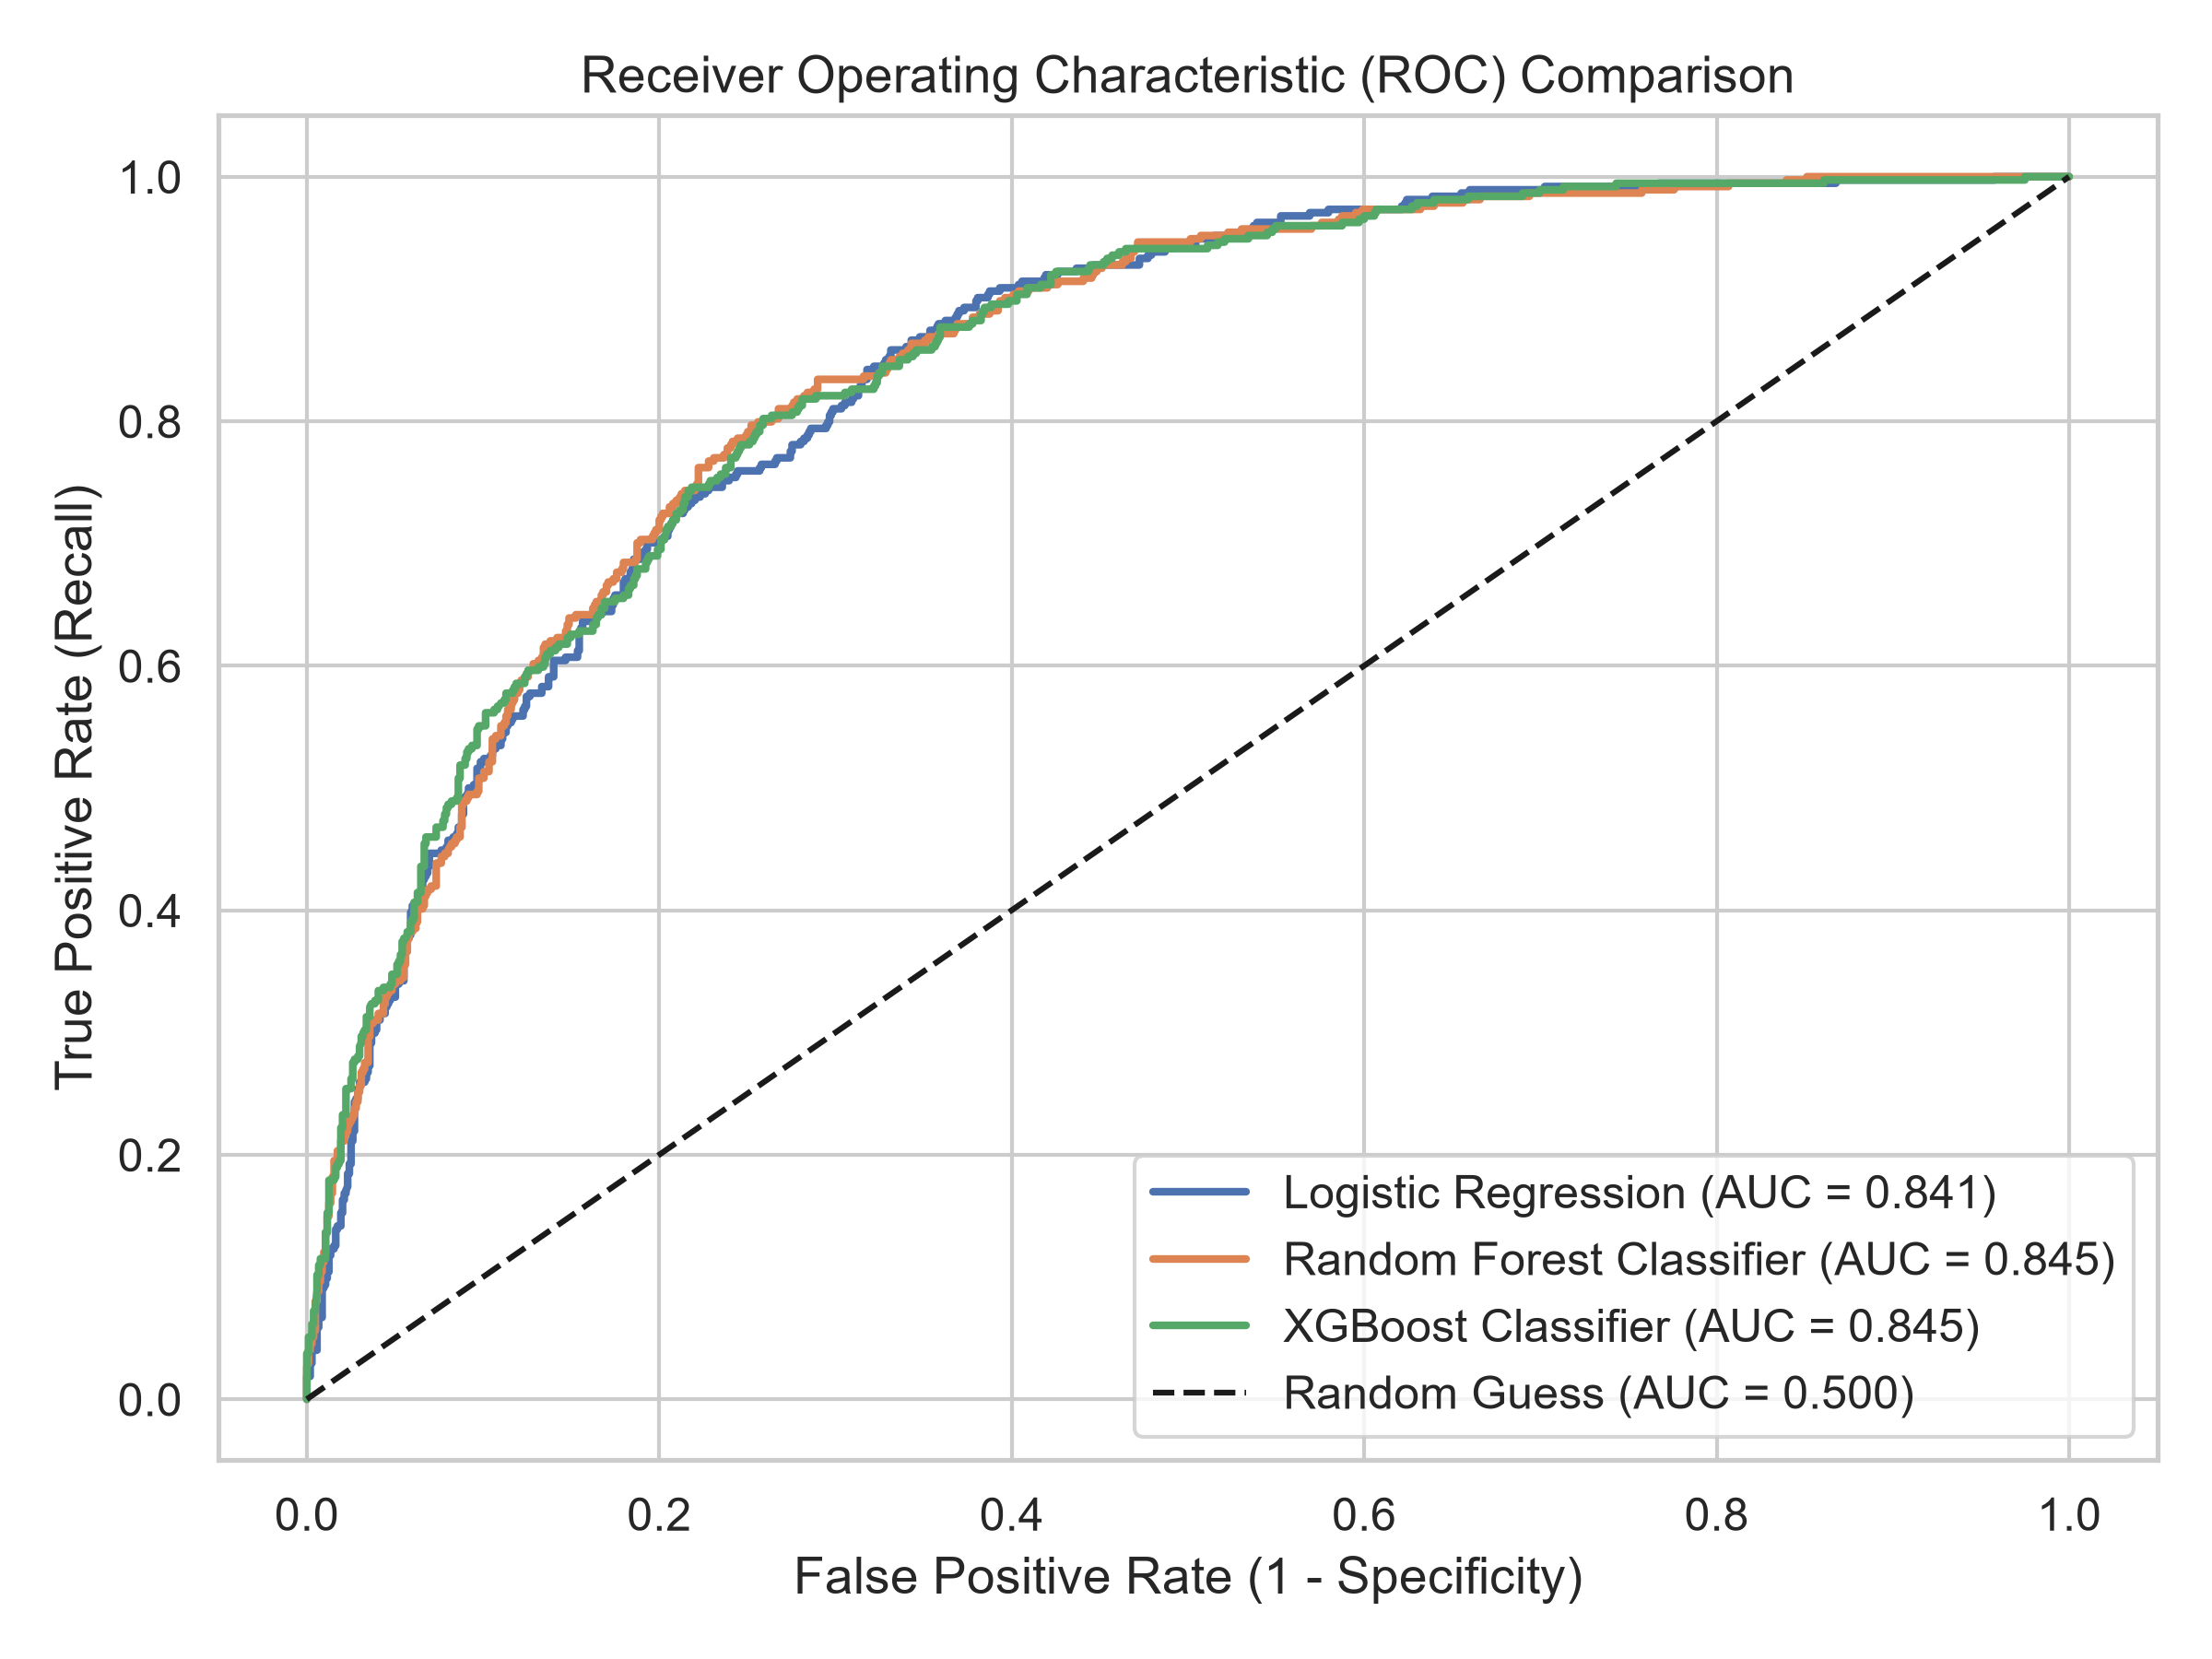 Receiver Operating Characteristic (ROC) Comparison
1.0
0.8
0.6
0.4
0.2
0.0
True Positive Rate (Recall)
Logistic Regression (AUC = 0.841)
Random Forest Classifier (AUC = 0.845)
XGBoost Classifier (AUC = 0.845)
Random Guess (AUC = 0.500)
0.0 0.2 0.4 0.6 0.8 1.0
False Positive Rate (1 - Specificity)